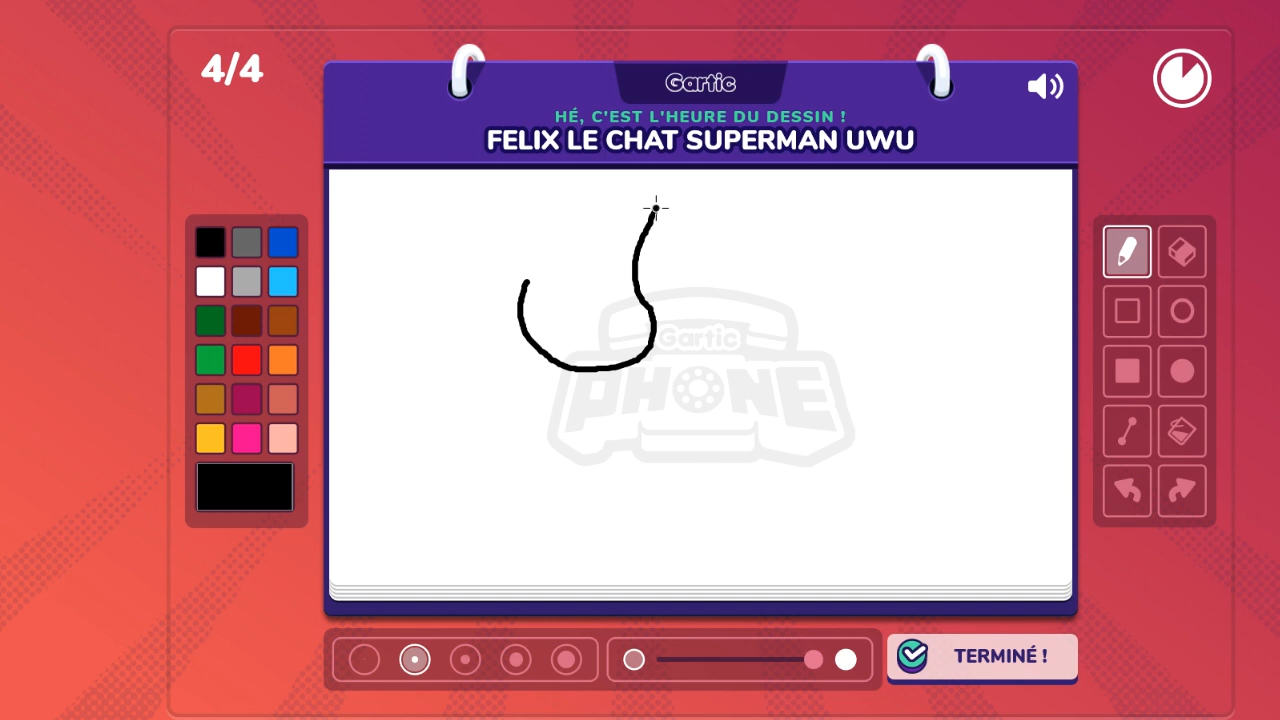 4/4
Gartic
HÉ, C'EST L'HEURE DU DESSIN !
FELIX LE CHAT SUPERMAN UWU
Gartic
PHONE
TERMINÉ !